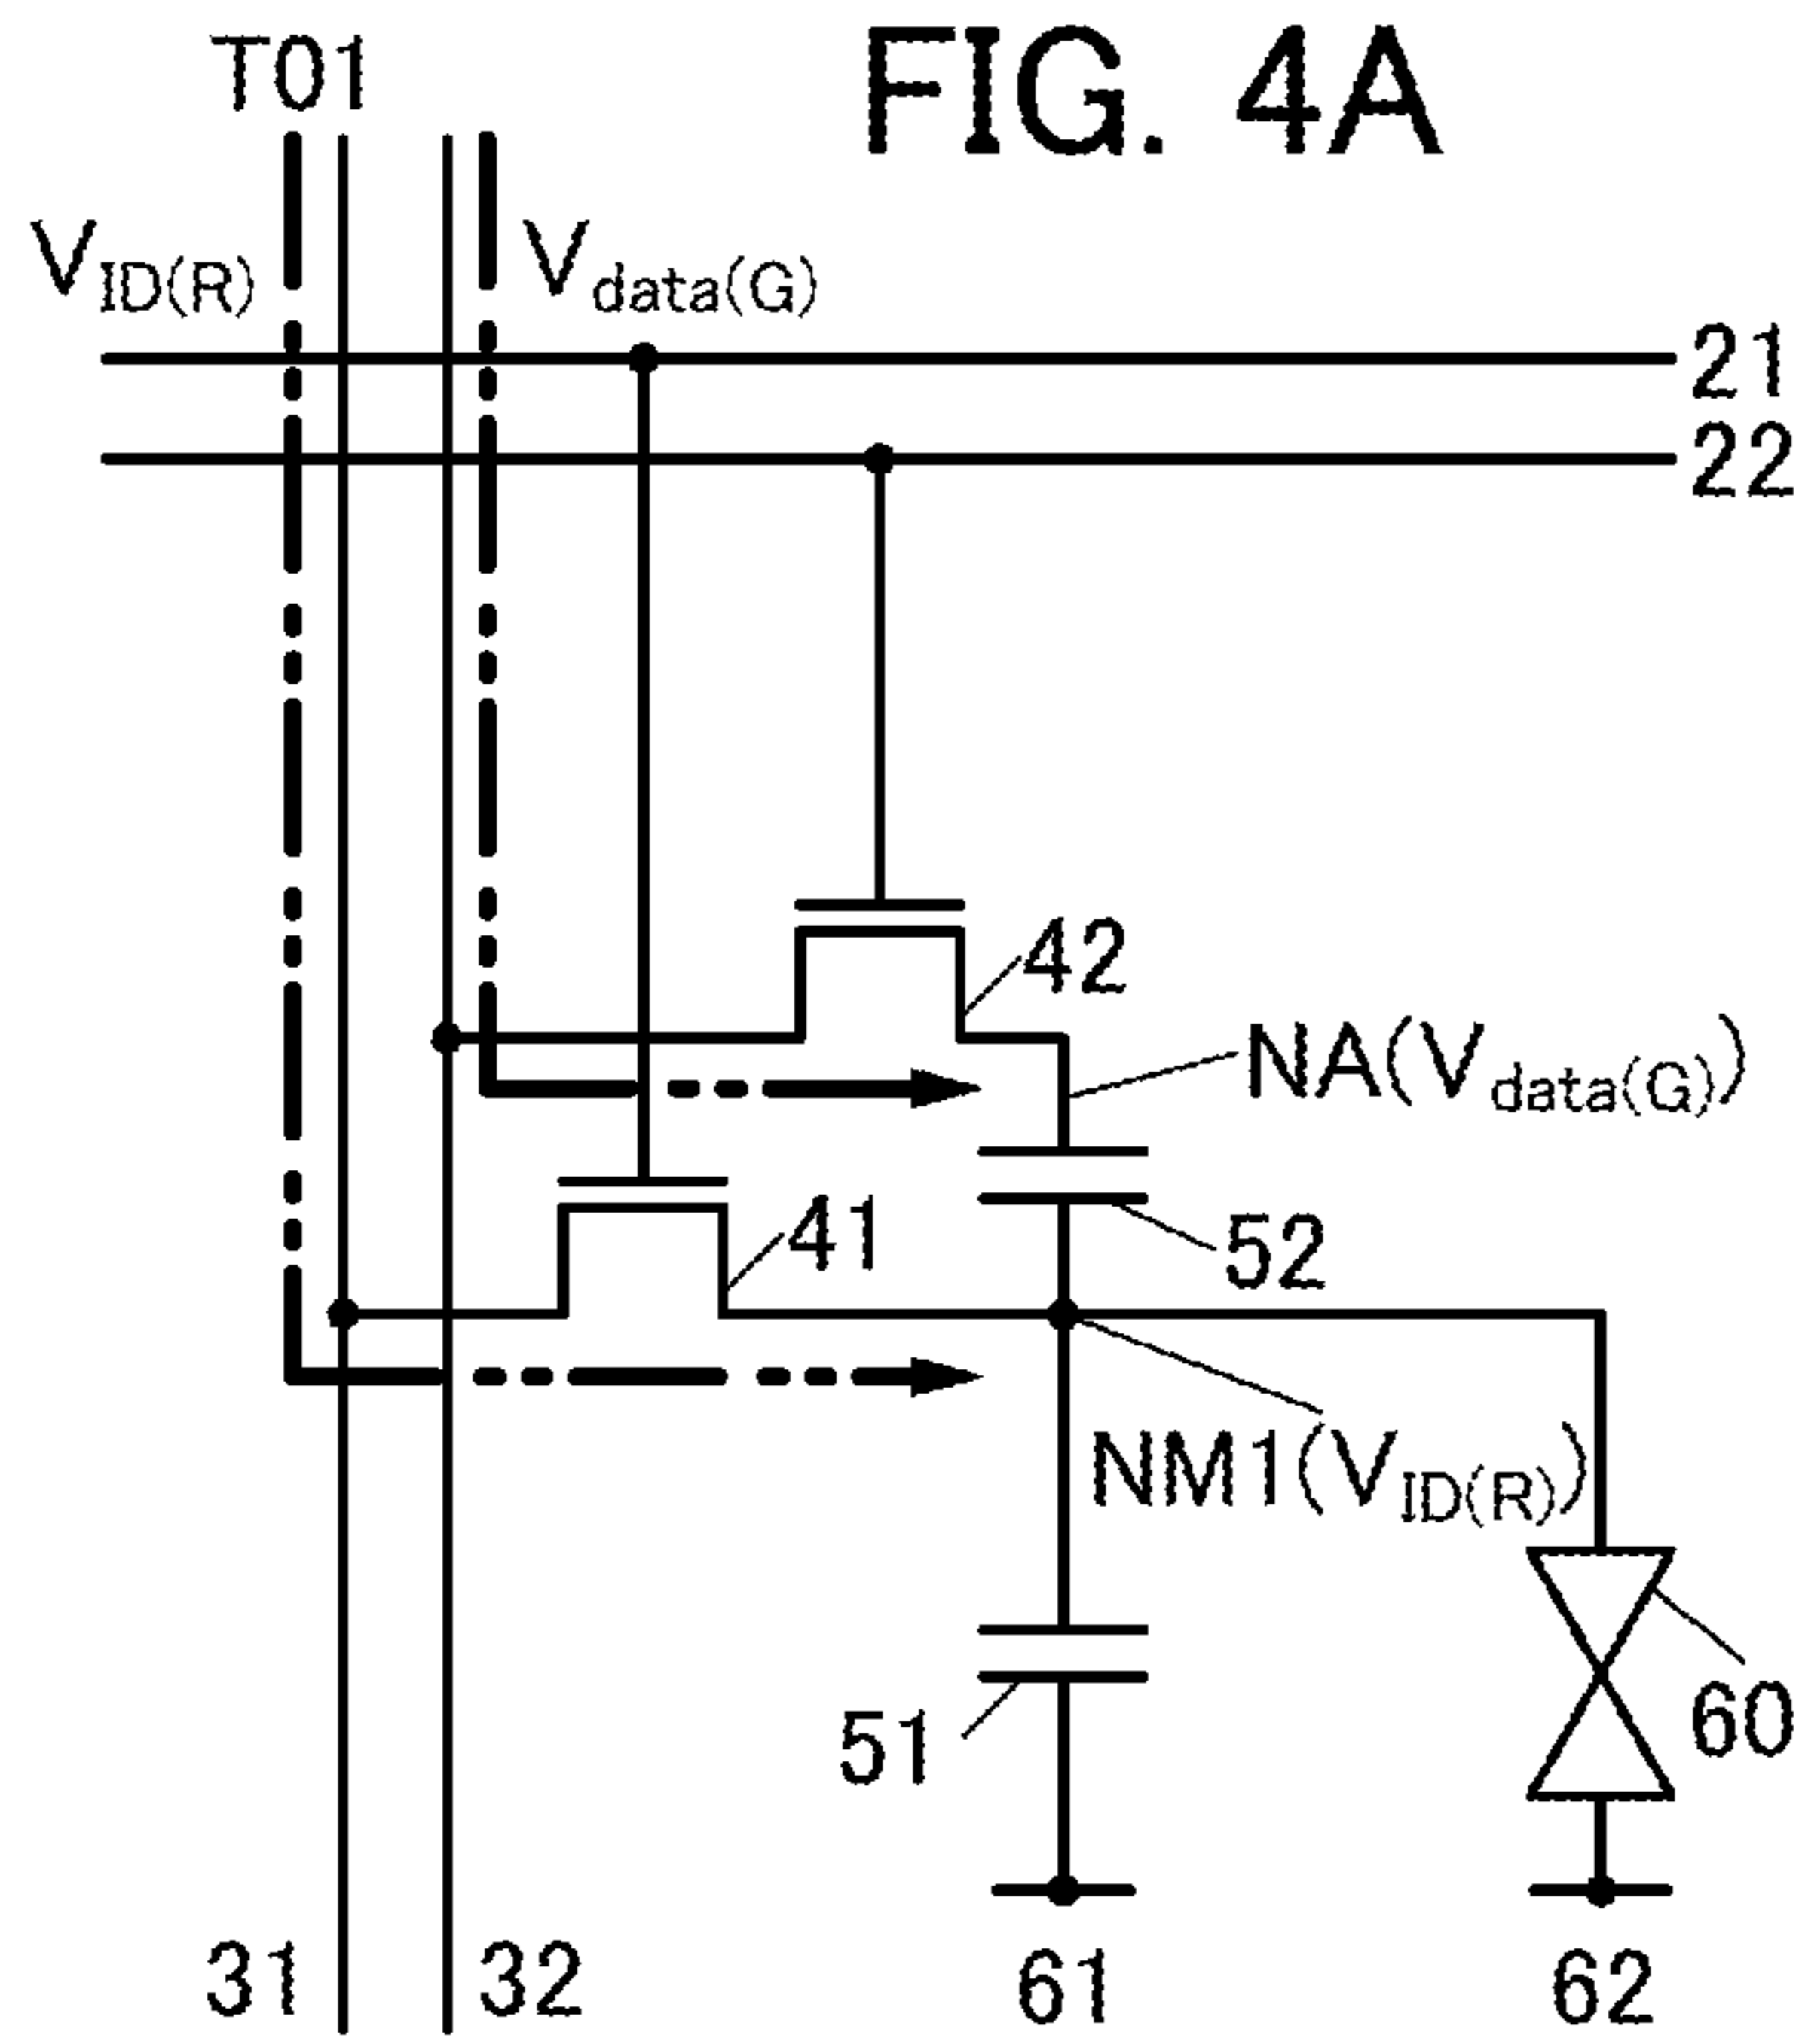 T01
FIG. 4A
VID(R)
Vdata(G)
21
22
42
NA(Vdata(G))
41
52
NM1(VID(R))
51
60
31
32
61
62